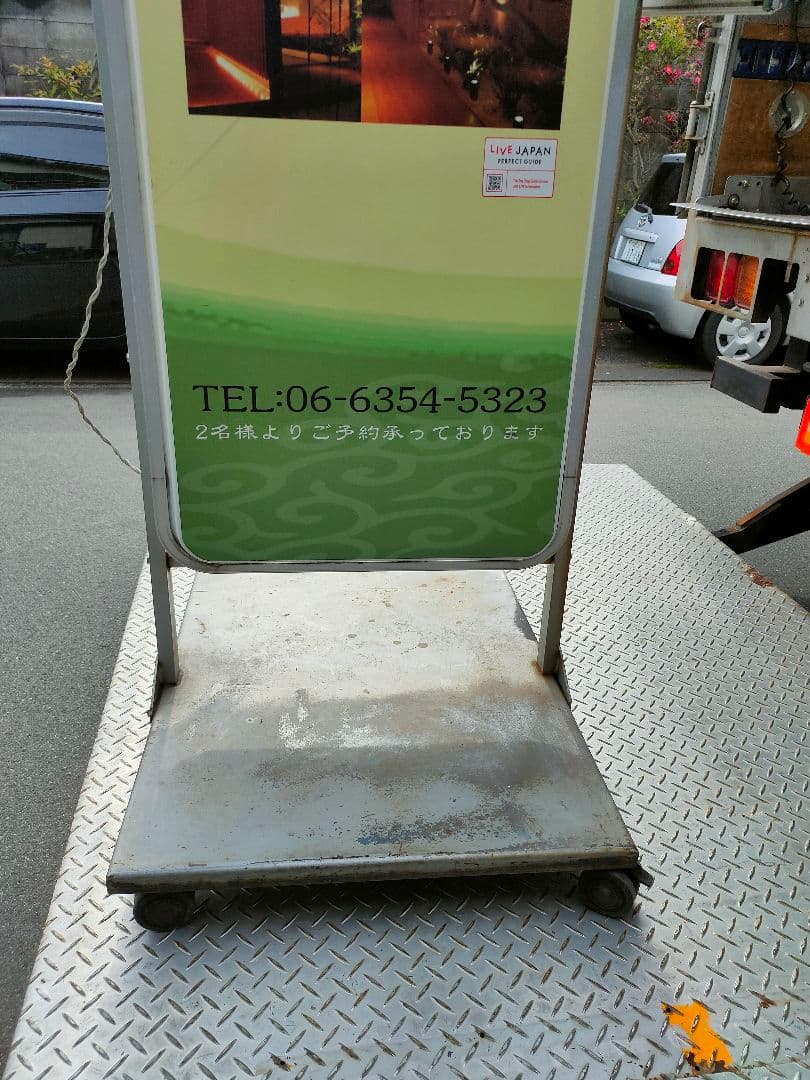 LIVE JAPAN
PERFECT GUIDE
TEL:06-6354-5323
2名様よりご予約承っております